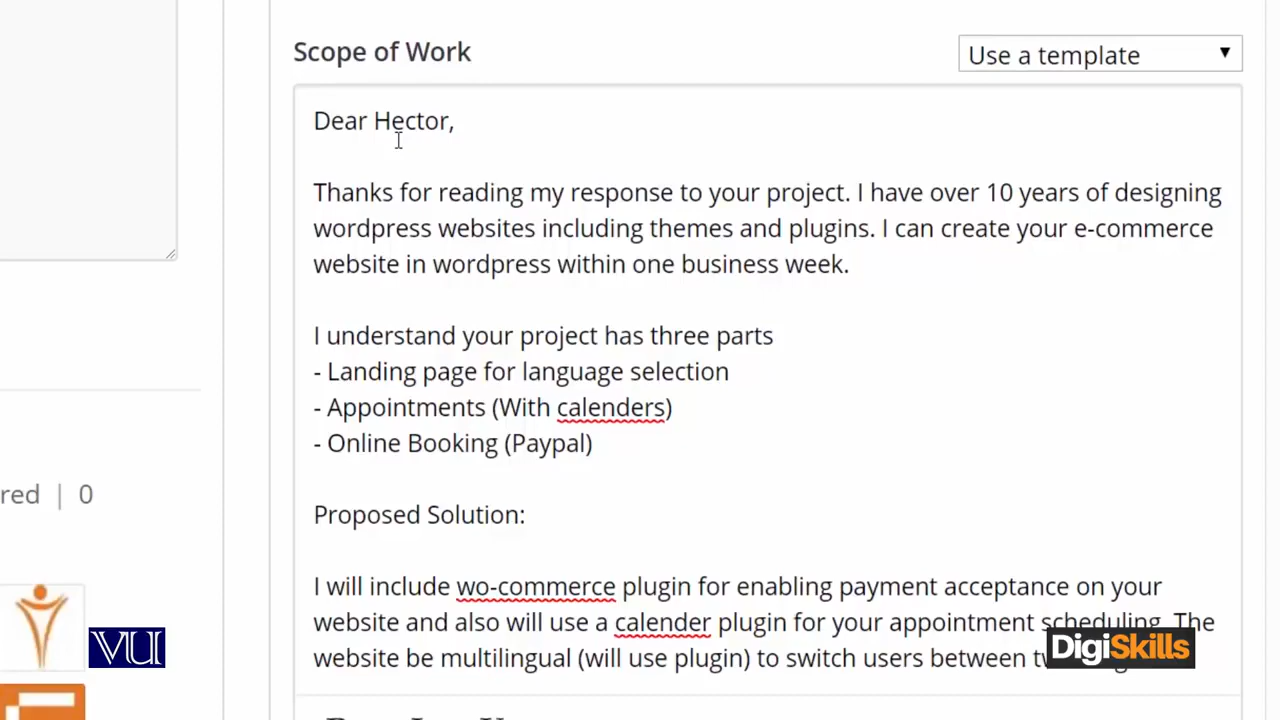 Scope of Work
Use a template
Dear Hector,
Thanks for reading my response to your project. I have over 10 years of designing
wordpress websites including themes and plugins. I can create your e-commerce
website in wordpress within one business week.
I understand your project has three parts
- Landing page for language selection
- Appointments (With calenders)
- Online Booking (Paypal)
Proposed Solution:
I will include wo-commerce plugin for enabling payment acceptance on your
website and also will use a calender plugin for your appointment scheduling. The
website be multilingual (will use plugin) to switch users between
red | 0
VU
DigiSkills